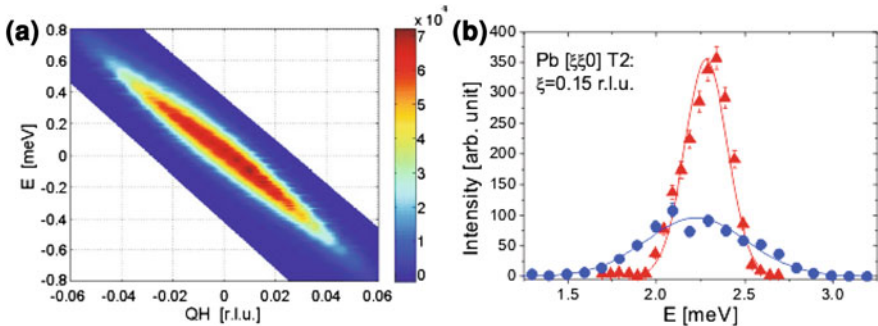 (a)
x 10⁻⁴
0.8
0.6
0.4
0.2
0
-0.2
-0.4
-0.6
-0.8
E [meV]
-0.06 -0.04 -0.02 0 0.02 0.04 0.06
QH [r.l.u.]
7
6
5
4
3
2
1
0
(b)
400
350
300
250
200
150
100
50
0
Intensity [arb. unit]
Pb [ξξ0] T2:
ξ=0.15 r.l.u.
1.5 2.0 2.5 3.0
E [meV]